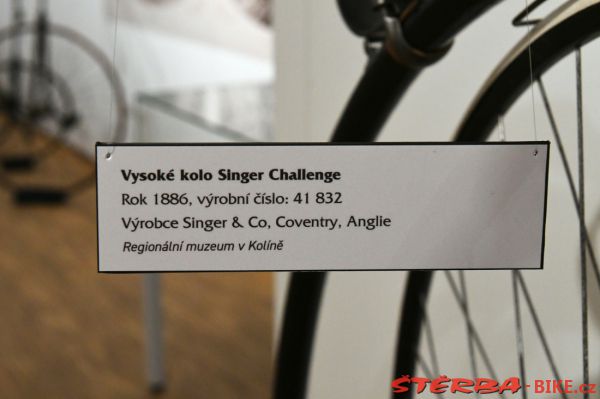 Vysoké kolo Singer Challenge
Rok 1886, výrobní číslo: 41 832
Výrobce Singer & Co, Coventry, Anglie
Regionální muzeum v Kolíně
ŠTĚRBA-BIKE.cz